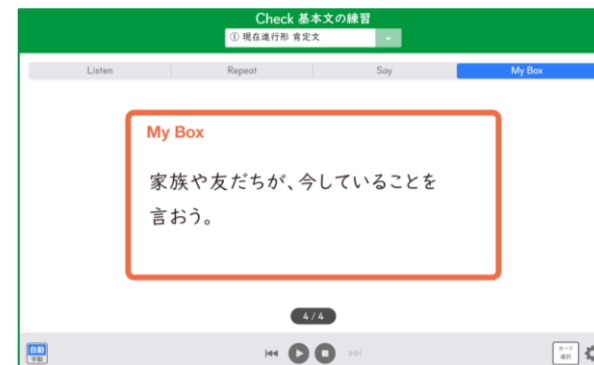 Check 基本文の練習
① 現在進行形 肯定文
Listen
Repeat
Say
My Box
My Box
家族や友だちが、今していることを
言おう。
4 / 4
自動
手動
カード
選択